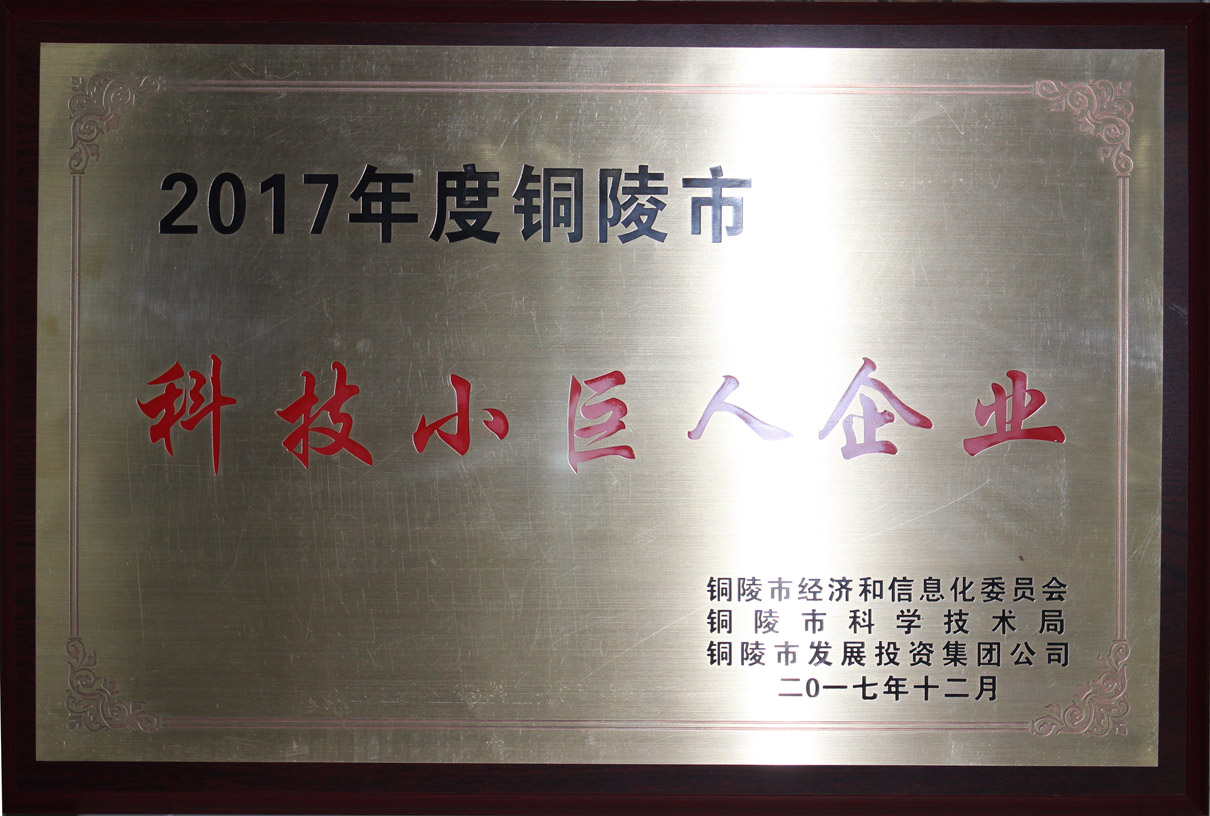 2017年度铜陵市
科技小巨人企业
铜陵市经济和信息化委员会
铜陵市科学技术局
铜陵市发展投资集团公司
二0一七年十二月